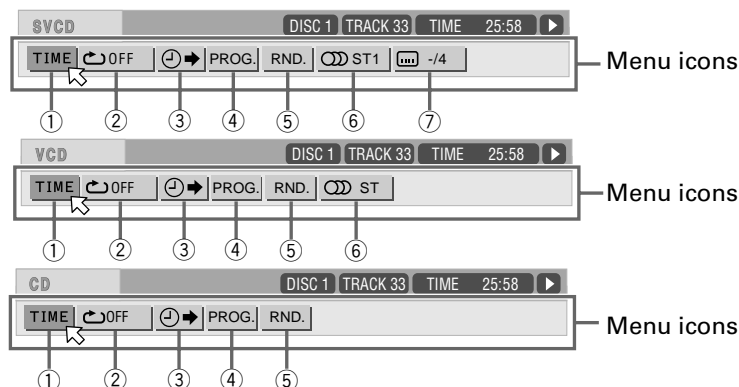 SVCD DISC 1 TRACK 33 TIME 25:58
TIME OFF PROG. RND. ST1 -/4
Menu icons
① ② ③ ④ ⑤ ⑥ ⑦
VCD DISC 1 TRACK 33 TIME 25:58
TIME OFF PROG. RND. ST
Menu icons
① ② ③ ④ ⑤ ⑥
CD DISC 1 TRACK 33 TIME 25:58
TIME OFF PROG. RND.
Menu icons
① ② ③ ④ ⑤